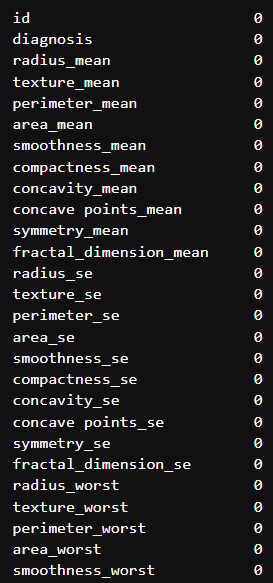 id 0
diagnosis 0
radius_mean 0
texture_mean 0
perimeter_mean 0
area_mean 0
smoothness_mean 0
compactness_mean 0
concavity_mean 0
concave points_mean 0
symmetry_mean 0
fractal_dimension_mean 0
radius_se 0
texture_se 0
perimeter_se 0
area_se 0
smoothness_se 0
compactness_se 0
concavity_se 0
concave points_se 0
symmetry_se 0
fractal_dimension_se 0
radius_worst 0
texture_worst 0
perimeter_worst 0
area_worst 0
smoothness_worst 0